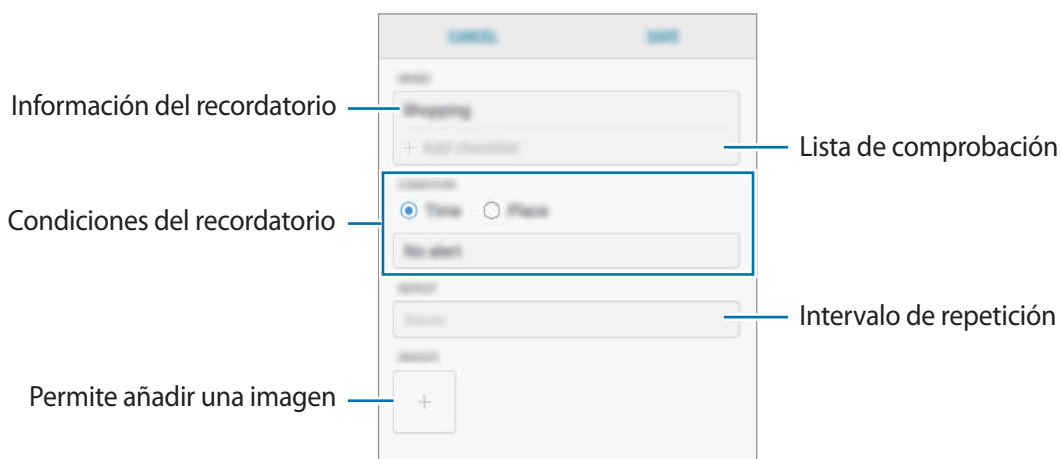 CANCEL
SAVE
Información del recordatorio
Shopping
+ Add checklist
Lista de comprobación
Condiciones del recordatorio
Time
Place
No alert
REPEAT
Intervalo de repetición
Permite añadir una imagen
+